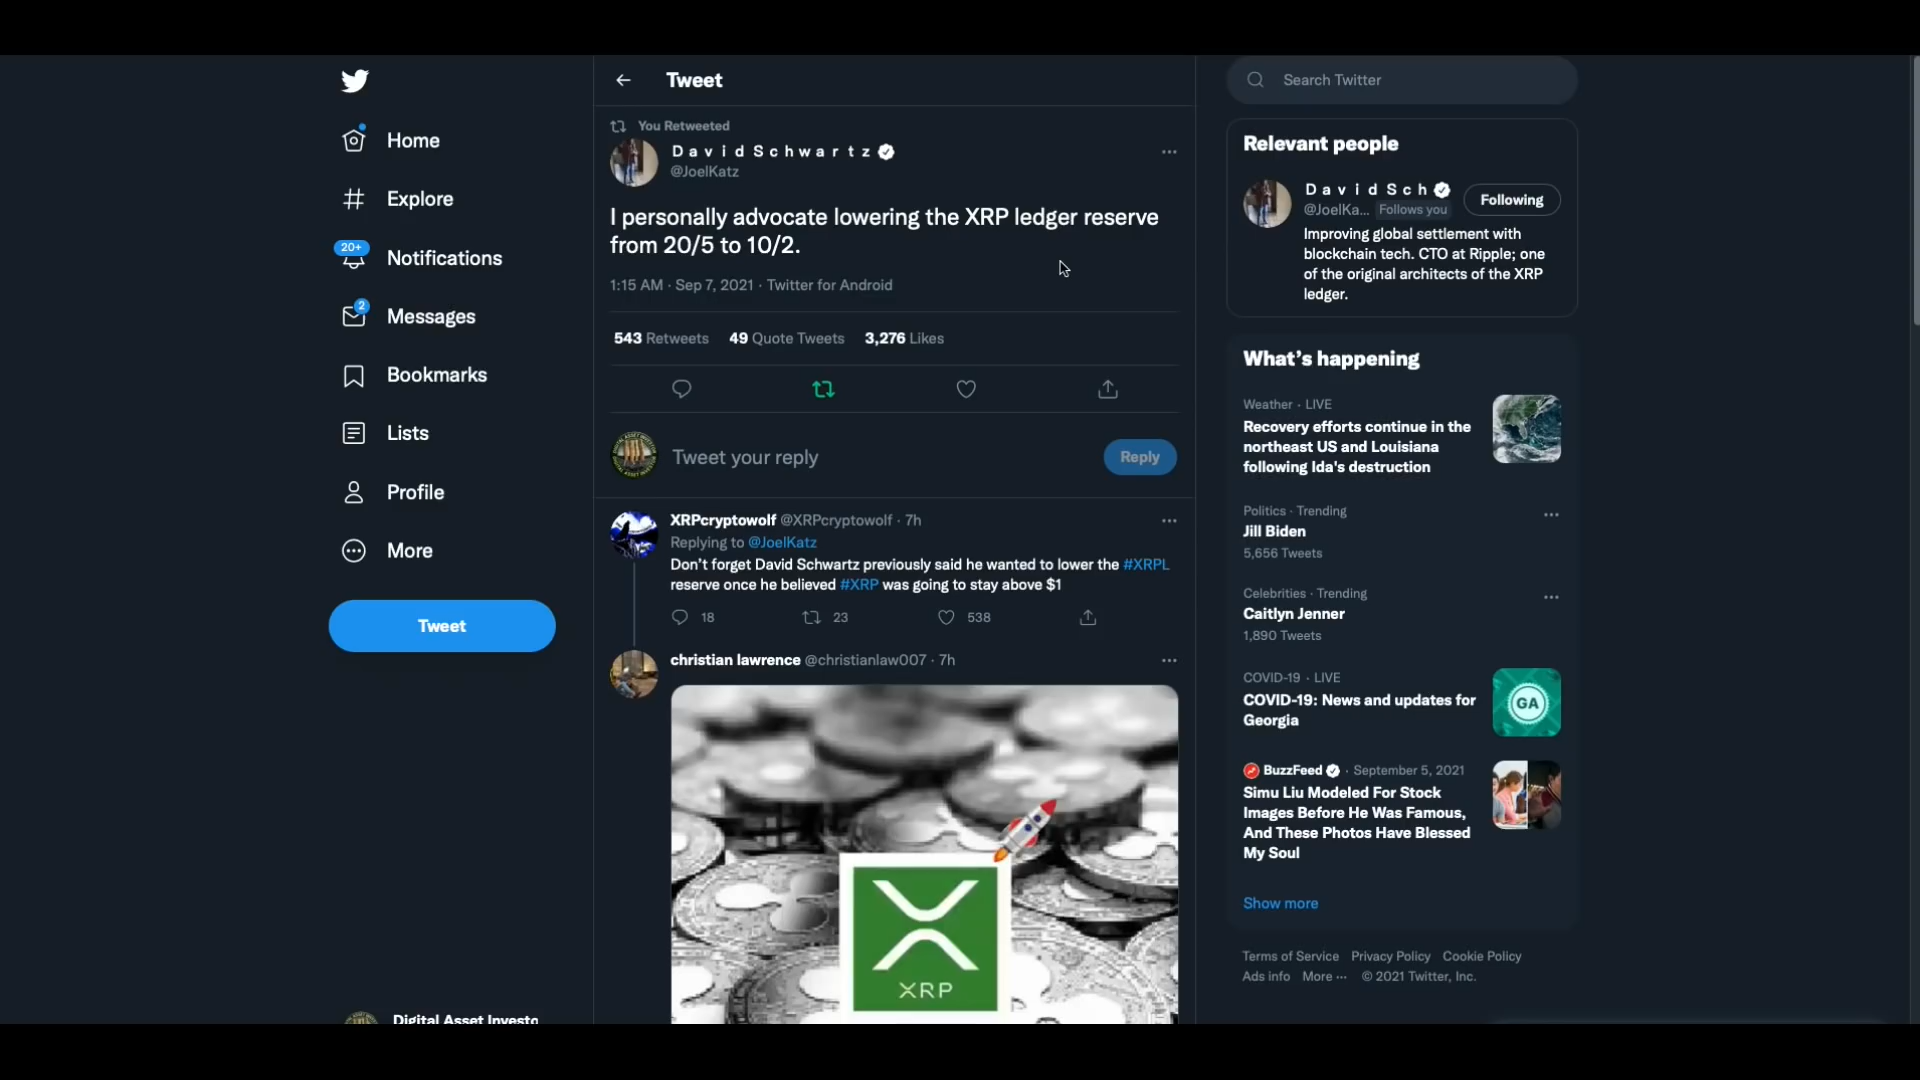 Home
Explore
20+
Notifications
2
Messages
Bookmarks
Lists
Profile
More
Tweet
Digital Asset Investo
Tweet
You Retweeted
D a v i d S c h w a r t z
@JoelKatz
I personally advocate lowering the XRP ledger reserve
from 20/5 to 10/2.
1:15 AM · Sep 7, 2021 · Twitter for Android
543 Retweets 49 Quote Tweets 3,276 Likes
Tweet your reply
Reply
XRPcryptowolf @XRPcryptowolf · 7h
Replying to @JoelKatz
Don't forget David Schwartz previously said he wanted to lower the #XRPL
reserve once he believed #XRP was going to stay above $1
18 23 538
christian lawrence @christianlaw007 · 7h
XRP
Search Twitter
Relevant people
D a v i d S c h
@JoelKa... Follows you
Following
Improving global settlement with
blockchain tech. CTO at Ripple; one
of the original architects of the XRP
ledger.
What's happening
Weather · LIVE
Recovery efforts continue in the
northeast US and Louisiana
following Ida's destruction
Politics · Trending
Jill Biden
5,656 Tweets
Celebrities · Trending
Caitlyn Jenner
1,890 Tweets
COVID-19 · LIVE
COVID-19: News and updates for
Georgia
GA
BuzzFeed · September 5, 2021
Simu Liu Modeled For Stock
Images Before He Was Famous,
And These Photos Have Blessed
My Soul
Show more
Terms of Service Privacy Policy Cookie Policy
Ads info More ··· © 2021 Twitter, Inc.